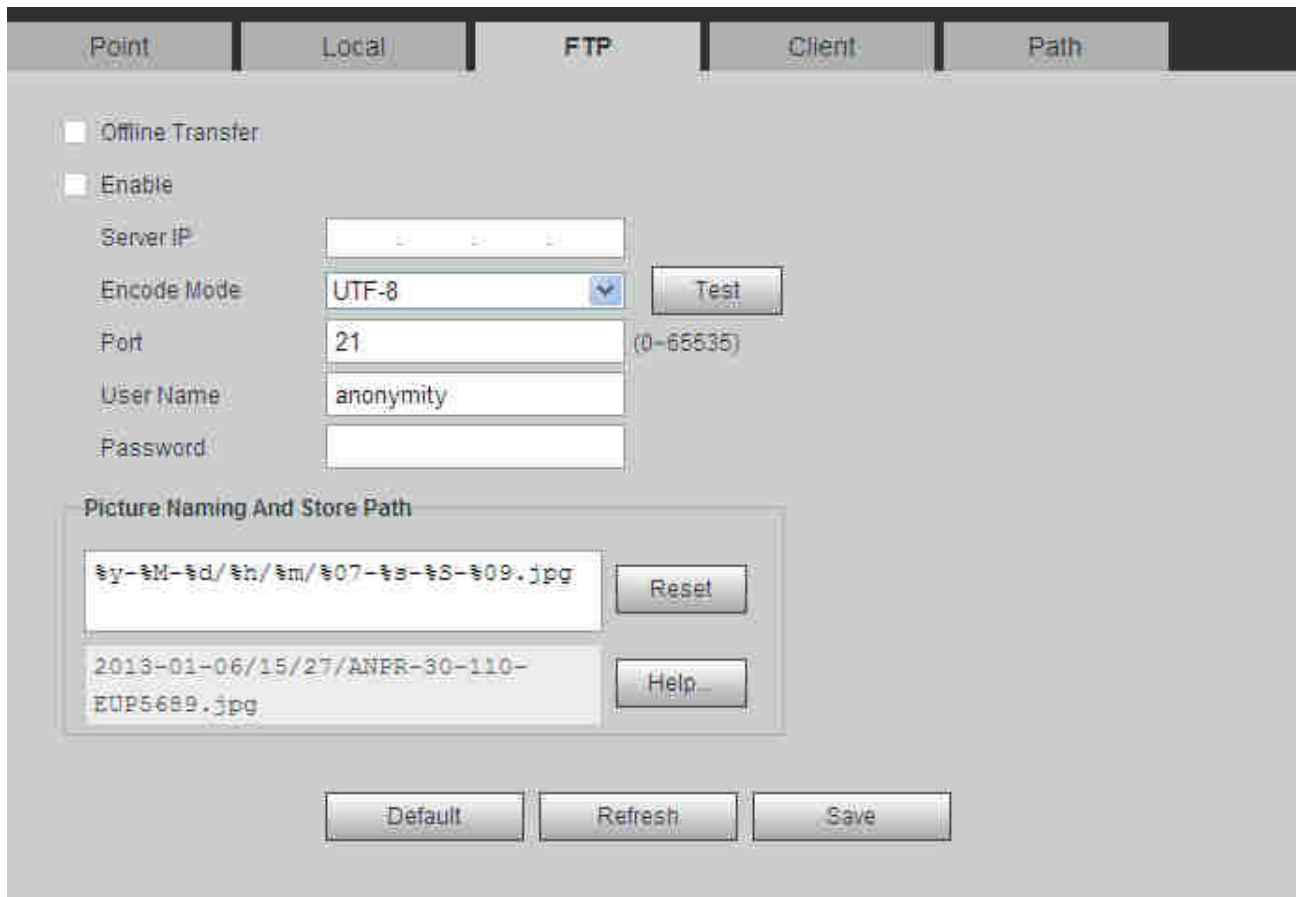 Point Local FTP Client Path
Offline Transfer
Enable
Server IP
Encode Mode UTF-8 Test
Port 21 (0~65535)
User Name anonymity
Password
Picture Naming And Store Path
%y-%M-%d/%h/%m/%07-%s-%S-%09.jpg
Reset
2013-01-06/15/27/ANPR-30-110-
EUP5689.jpg
Help...
Default Refresh Save